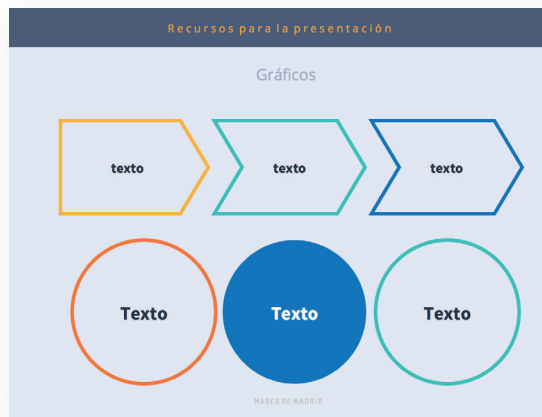 Recursos para la presentación
Gráficos
texto texto texto
Texto Texto Texto
MARES DE MADRID